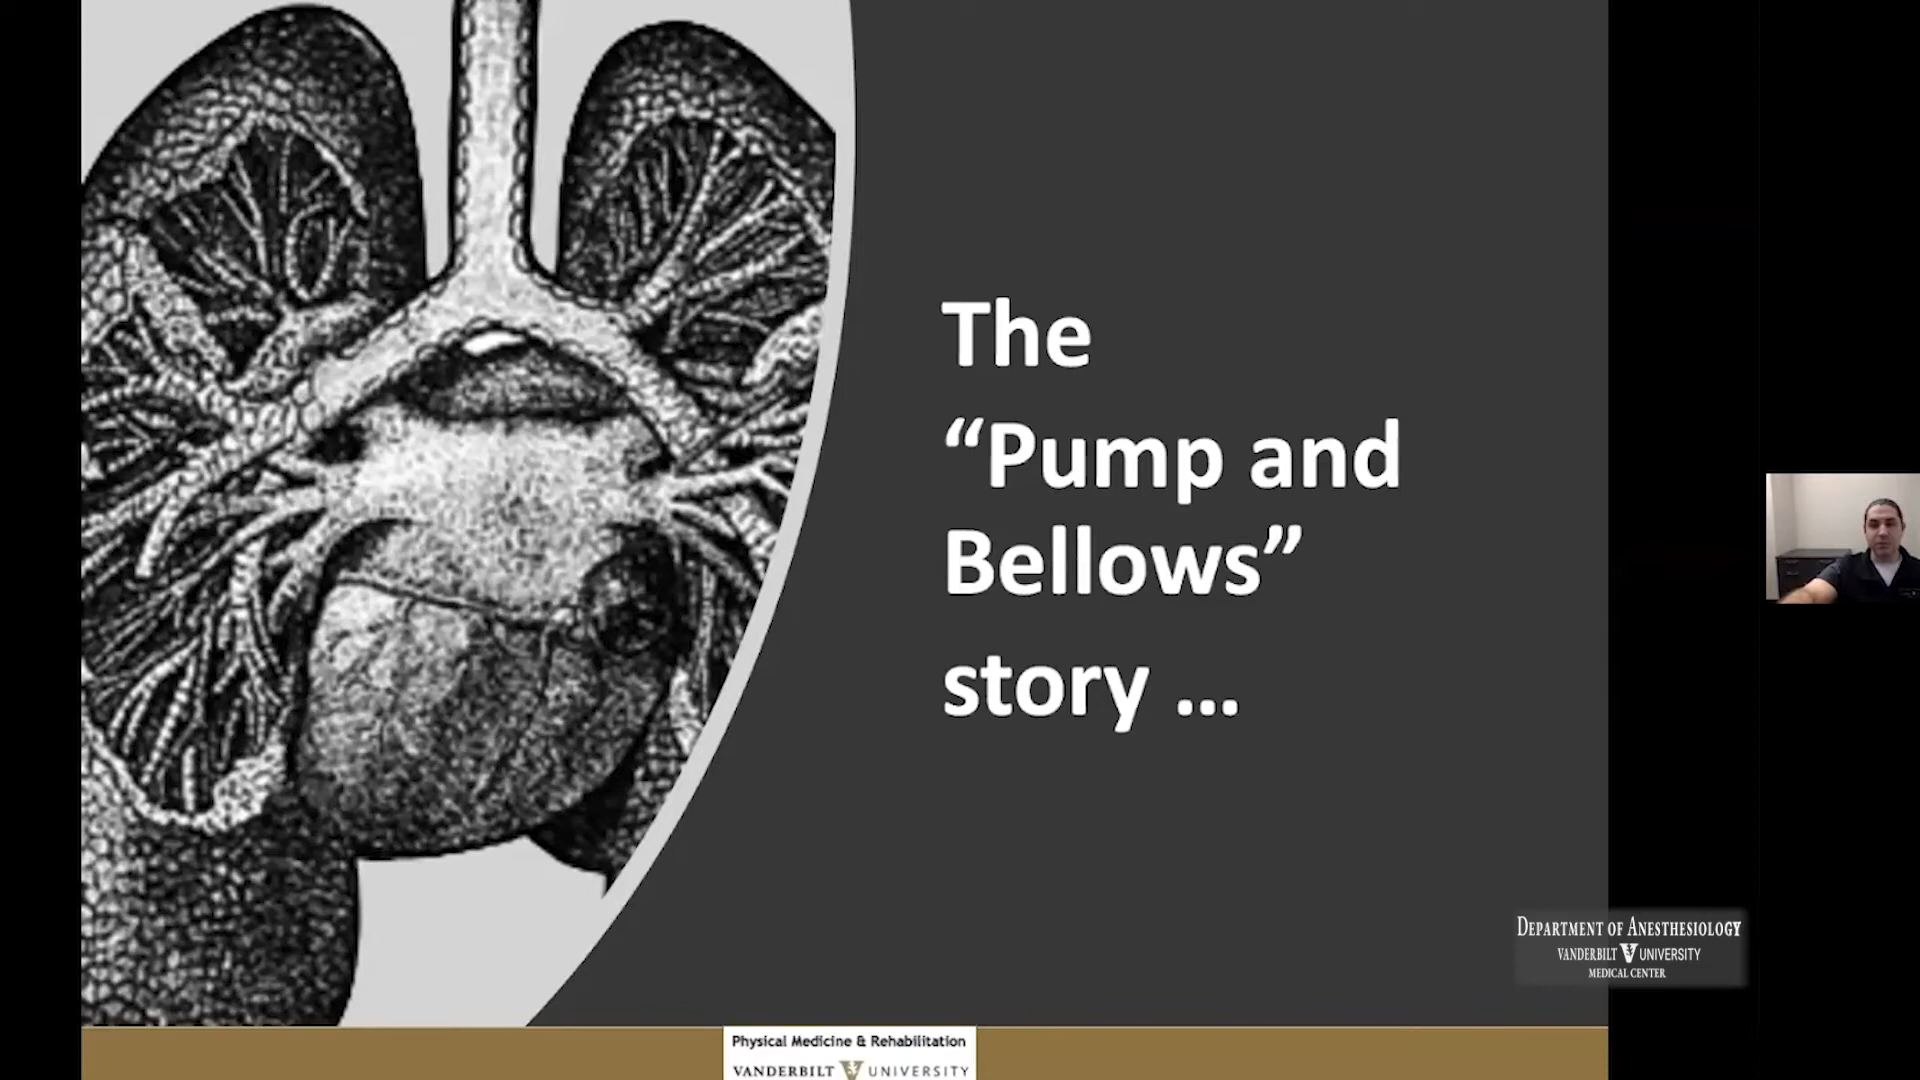 The
“Pump and
Bellows”
story ...
DEPARTMENT OF ANESTHESIOLOGY
VANDERBILT UNIVERSITY
MEDICAL CENTER
Physical Medicine & Rehabilitation
VANDERBILT UNIVERSITY